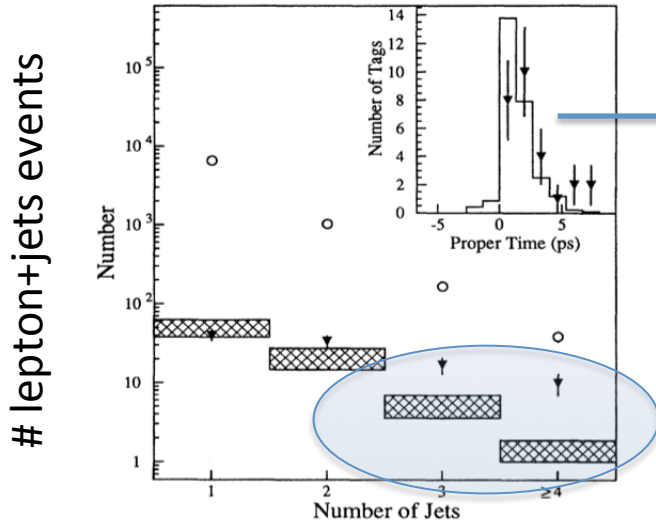 # lepton+jets events
Number
10^5
10^4
10^3
10^2
10
1
1 2 3 ≥4
Number of Jets
Number of Tags
14
12
10
8
6
4
2
0
-5 0 5
Proper Time (ps)